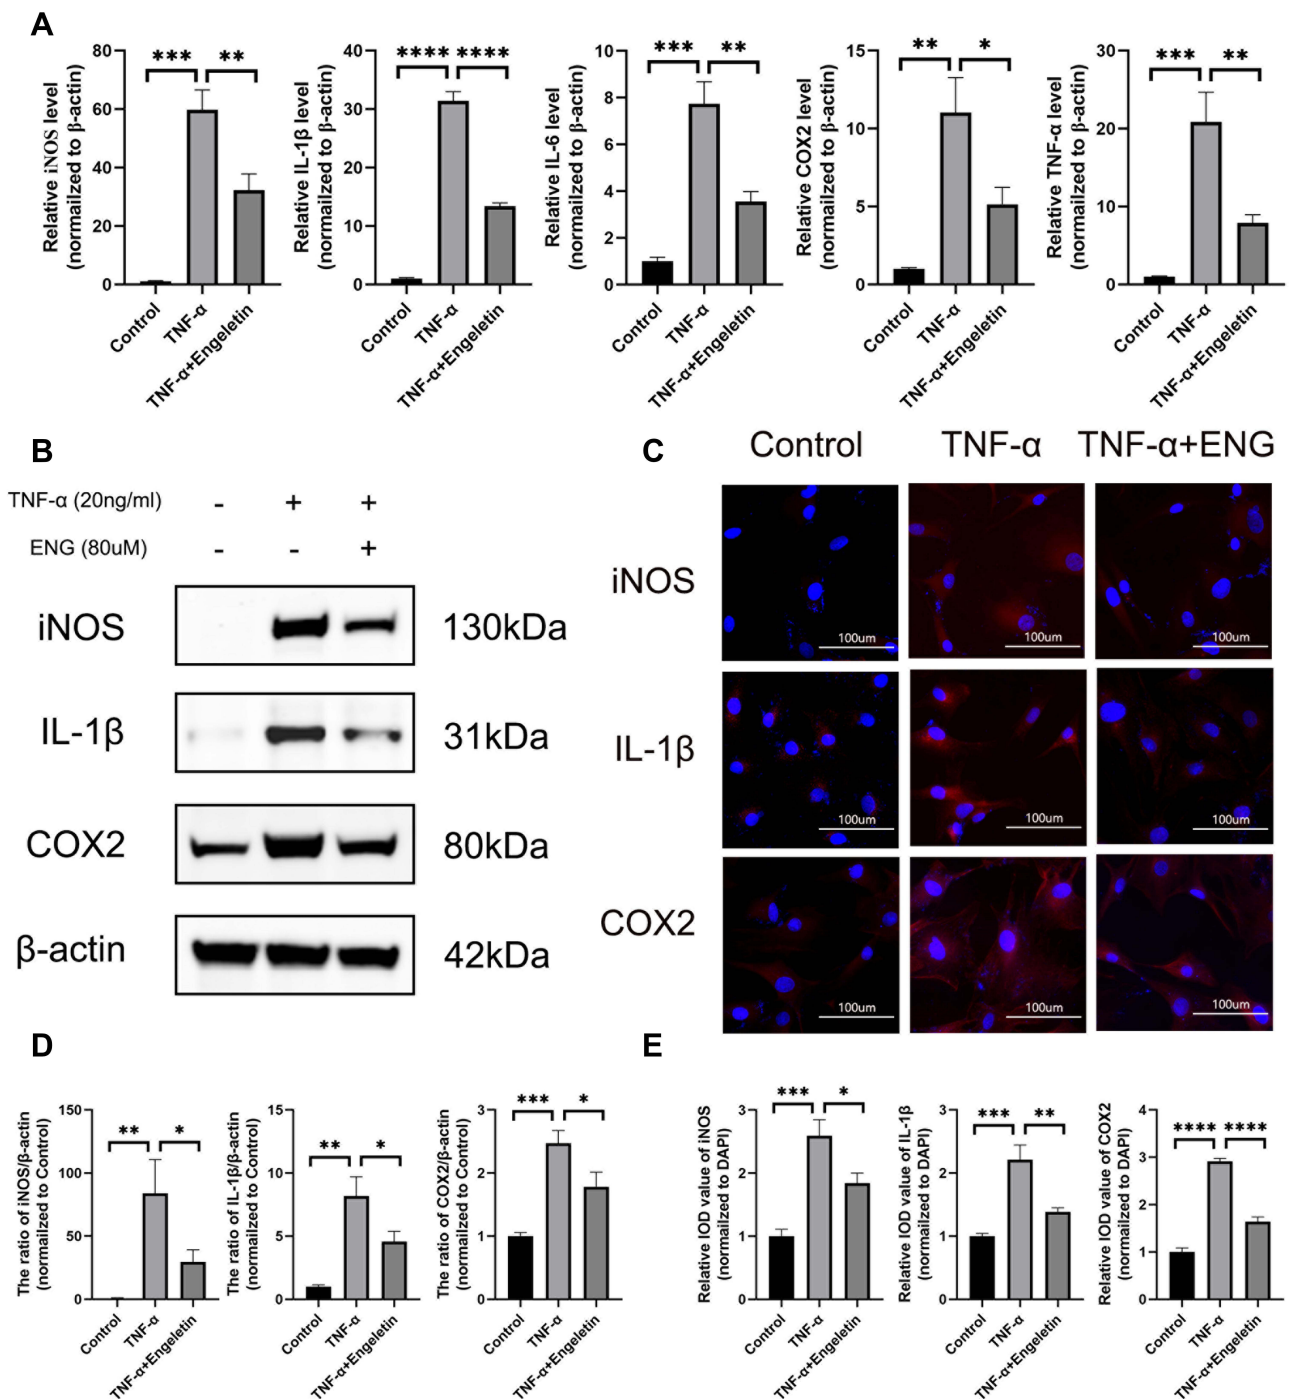 A
80
60
40
20
0
Relative iNOS level
(normailzed to β-actin)
*** **
Control
TNF-α
TNF-α+Engeletin
40
30
20
10
0
Relative IL-1β level
(normailzed to β-actin)
**** ****
Control
TNF-α
TNF-α+Engeletin
10
8
6
4
2
0
Relative IL-6 level
(normailzed to β-actin)
*** **
Control
TNF-α
TNF-α+Engeletin
15
10
5
0
Relative COX2 level
(normailzed to β-actin)
** *
Control
TNF-α
TNF-α+Engeletin
30
20
10
0
Relative TNF-α level
(normailzed to β-actin)
*** **
Control
TNF-α
TNF-α+Engeletin
B
TNF-α (20ng/ml) - + +
ENG (80uM) - - +
iNOS 130kDa
IL-1β 31kDa
COX2 80kDa
β-actin 42kDa
C
Control TNF-α TNF-α+ENG
iNOS
100um 100um 100um
IL-1β
100um 100um 100um
COX2
100um 100um 100um
D
150
100
50
0
The ratio of iNOS/β-actin
(normailzed to Control)
** *
Control
TNF-α
TNF-α+Engeletin
15
10
5
0
The ratio of IL-1β/β-actin
(normailzed to Control)
** *
Control
TNF-α
TNF-α+Engeletin
3
2
1
0
The ratio of COX2/β-actin
(normailzed to Control)
*** *
Control
TNF-α
TNF-α+Engeletin
E
3
2
1
0
Relative IOD value of iNOS
(normailzed to DAPI)
*** *
Control
TNF-α
TNF-α+Engeletin
3
2
1
0
Relative IOD value of IL-1β
(normailzed to DAPI)
*** **
Control
TNF-α
TNF-α+Engeletin
4
3
2
1
0
Relative IOD value of COX2
(normailzed to DAPI)
**** ****
Control
TNF-α
TNF-α+Engeletin